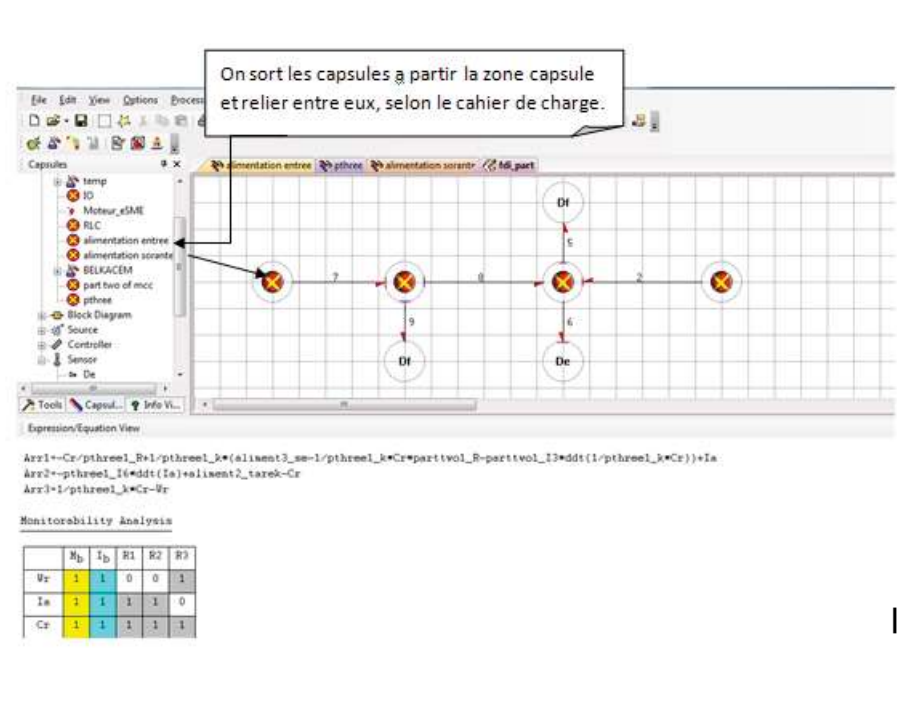 On sort les capsules a partir la zone capsule
et relier entre eux, selon le cahier de charge.
File Edit View Options Process
Capsules
alimentation entree pthree alimentation sorante fdi_part
temp
IO
Moteur_eSME
RLC
alimentation entree
alimentation sorante
BELKACEM
part two of mcc
pthree
Block Diagram
Source
Controller
Sensor
De
Df
5
7
8
2
9
6
Df
De
Tools Capsul... Info Vi...
Expression/Equation View
Arr1=-Cr/pthree1_R+1/pthree1_k*(aliment3_se-1/pthree1_k*Cr*parttwo1_R-parttwo1_I3*ddt(1/pthree1_k*Cr))+Ia
Arr2=-pthree1_I6*ddt(Ia)+aliment2_tarek-Cr
Arr3=1/pthree1_k*Cr-Wr
Monitorability Analysis
Mb Ib R1 R2 R3
Wr 1 1 0 0 1
Ia 1 1 1 1 0
Cr 1 1 1 1 1